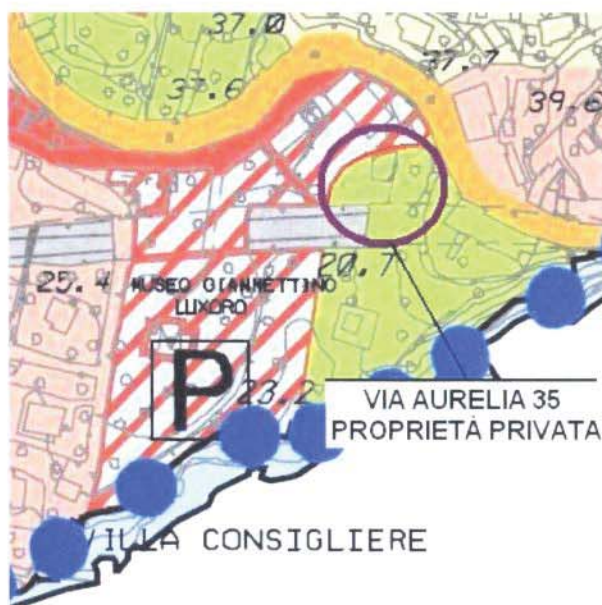 37.0
37.7
37.6
39.6
25.4
20.7
MUSEO GIANNETTINO
LUXORO
P
23.2
VIA AURELIA 35
PROPRIETÀ PRIVATA
VILLA CONSIGLIERE